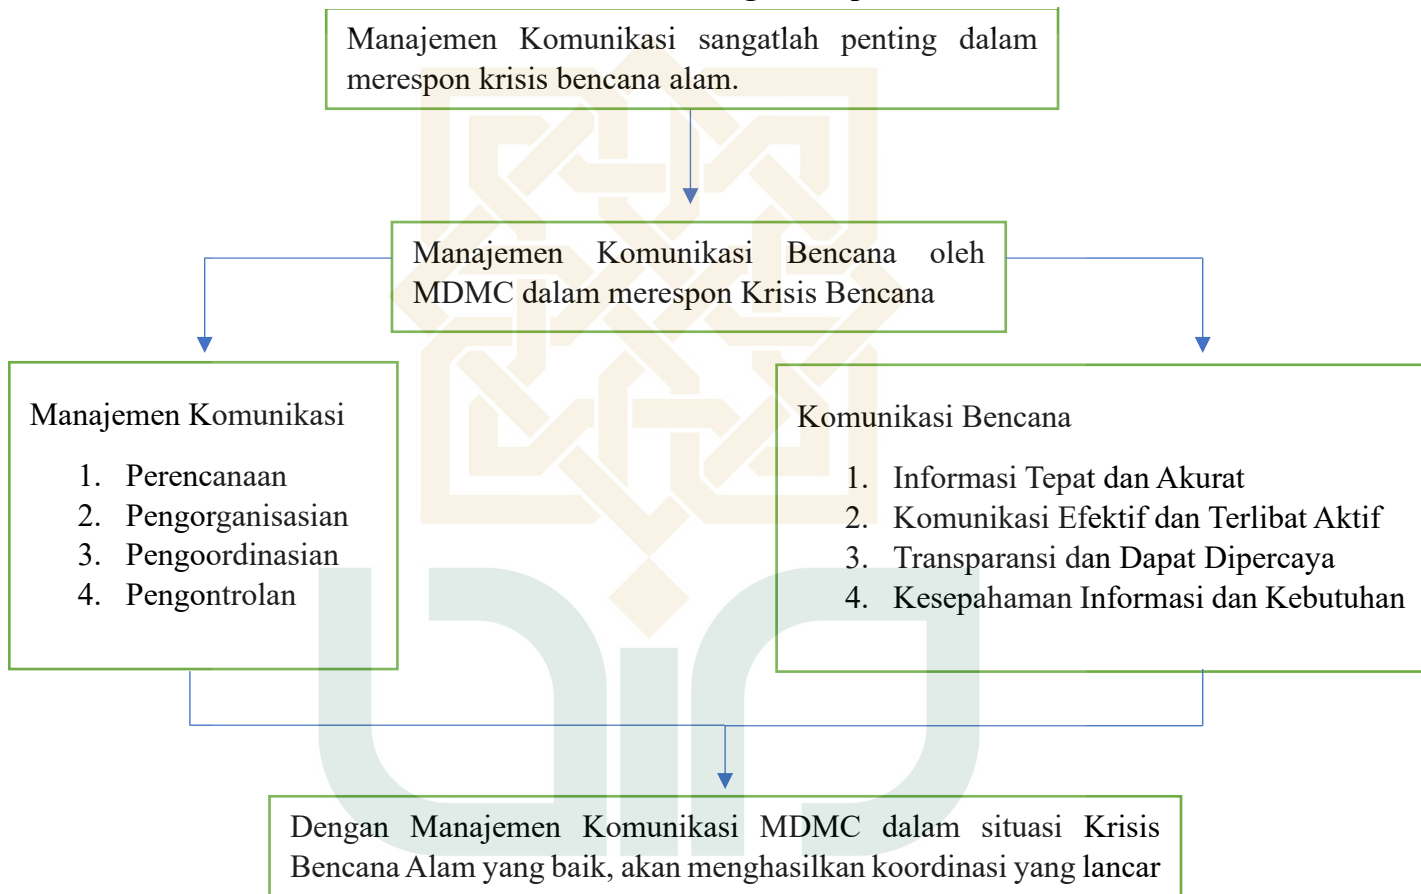 Manajemen Komunikasi sangatlah penting dalam
merespon krisis bencana alam.
Manajemen Komunikasi Bencana oleh
MDMC dalam merespon Krisis Bencana
Manajemen Komunikasi
1. Perencanaan
2. Pengorganisasian
3. Pengoordinasian
4. Pengontrolan
Komunikasi Bencana
1. Informasi Tepat dan Akurat
2. Komunikasi Efektif dan Terlibat Aktif
3. Transparansi dan Dapat Dipercaya
4. Kesepahaman Informasi dan Kebutuhan
Dengan Manajemen Komunikasi MDMC dalam situasi Krisis
Bencana Alam yang baik, akan menghasilkan koordinasi yang lancar